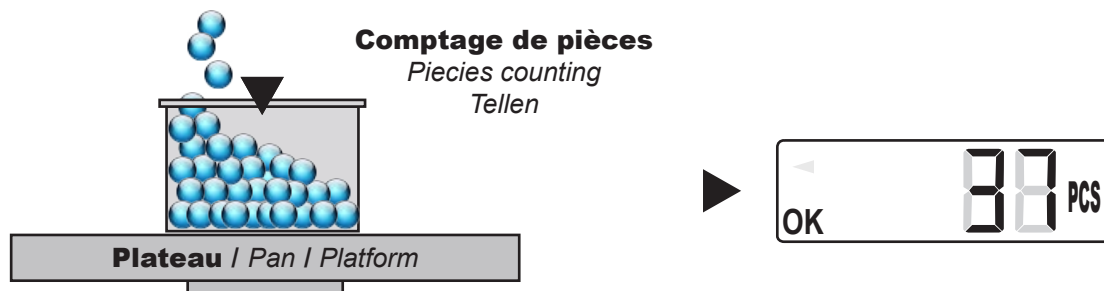 Comptage de pièces
Piecies counting
Tellen
37 PCS
OK
Plateau / Pan / Platform